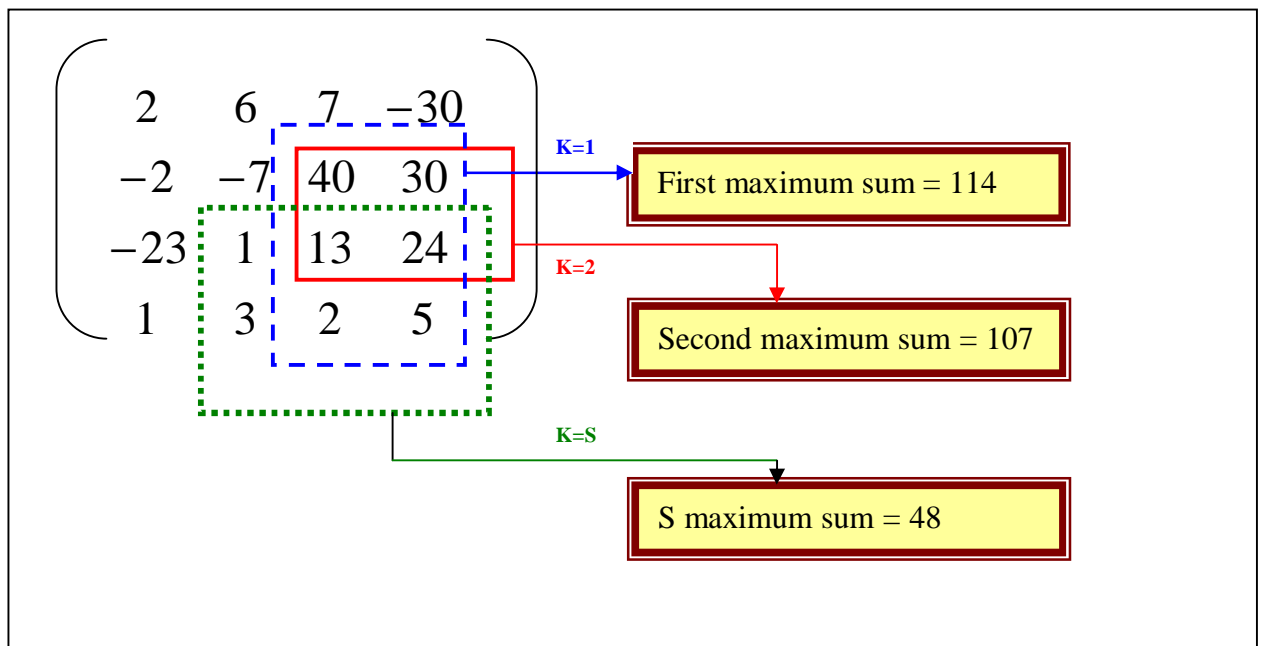 2 6 7 −30
−2 −7 40 30
−23 1 13 24
1 3 2 5
K=1
First maximum sum = 114
K=2
Second maximum sum = 107
K=S
S maximum sum = 48